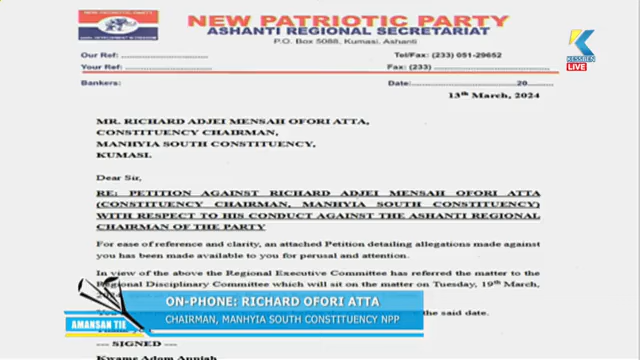 NEW PATRIOTIC PARTY
ASHANTI REGIONAL SECRETARIAT
P.O. Box 5088, Kumasi, Ashanti
Our Ref: Tel/Fax: (233) 051-29652
Your Ref: Fax: (233)
Bankers: Date: 20
13th March, 2024
KESSBEN
LIVE
MR. RICHARD ADJEI MENSAH OFORI ATTA,
CONSTITUENCY CHAIRMAN,
MANHYIA SOUTH CONSTITUENCY,
KUMASI.
Dear Sir,
RE: PETITION AGAINST RICHARD ADJEI MENSAH OFORI ATTA
(CONSTITUENCY CHAIRMAN, MANHYIA SOUTH CONSTITUENCY)
WITH RESPECT TO HIS CONDUCT AGAINST THE ASHANTI REGIONAL
CHAIRMAN OF THE PARTY
For ease of reference and clarity, an attached Petition detailing allegations made against
you has been made available to you for perusal and attention.
In view of the above the Regional Executive Committee has referred the matter to the
Regional Disciplinary Committee which will sit on the matter on Tuesday, 19th March,
the said date.
ON-PHONE: RICHARD OFORI ATTA
CHAIRMAN, MANHYIA SOUTH CONSTITUENCY NPP
AMANSAN TIE
--- SIGNED ---
Kwame Adom Appiah